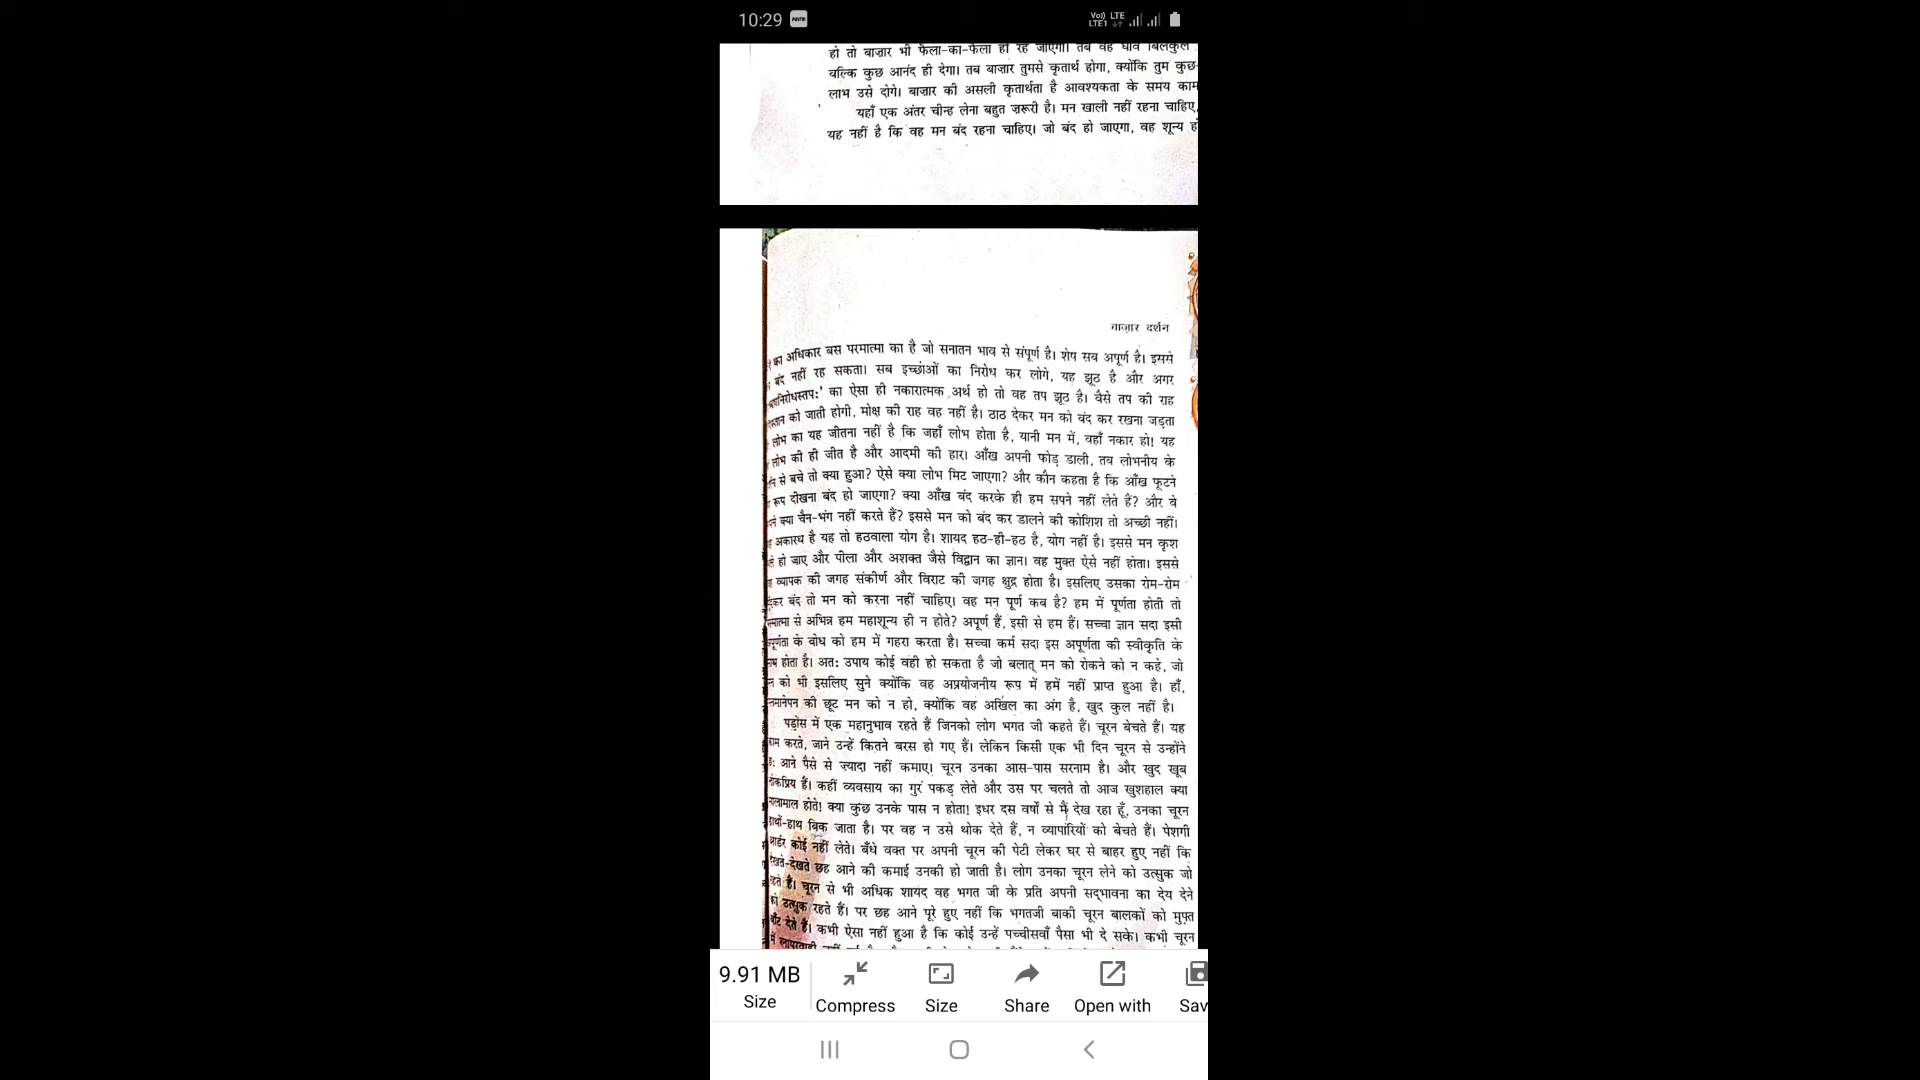 10:29
Vo)) LTE
LTE1
हो तो बाज़ार भी फैला-का-फैला ही रह जाएगा। तब वह घाव बिलकुल
बल्कि कुछ आनंद ही देगा। तब बाज़ार तुमसे कृतार्थ होगा, क्योंकि तुम कुछ-
लाभ उसे दोगे। बाज़ार की असली कृतार्थता है आवश्यकता के समय काम
यहाँ एक अंतर चीन्ह लेना बहुत ज़रूरी है। मन खाली नहीं रहना चाहिए,
यह नहीं है कि वह मन बंद रहना चाहिए। जो बंद हो जाएगा, वह शून्य
बाज़ार दर्शन
का अधिकार बस परमात्मा का है जो सनातन भाव से संपूर्ण है। शेष सब अपूर्ण है। इससे
बंद नहीं रह सकता। सब इच्छाओं का निरोध कर लोगे, यह झूठ है और अगर
का ऐसा ही नकारात्मक अर्थ हो तो वह तप झूठ है। वैसे तप की राह
को जाती होगी, मोक्ष की राह वह नहीं है। ठाठ देकर मन को बंद कर रखना जड़ता
लोभ का यह जीतना नहीं है कि जहाँ लोभ होता है, यानी मन में, वहाँ नकार हो! यह
लोभ की ही जीत है और आदमी की हार। आँख अपनी फोड़ डाली, तब लोभनीय के
से बचे तो क्या हुआ? ऐसे क्या लोभ मिट जाएगा? और कौन कहता है कि आँख फूटने
रूप दीखना बंद हो जाएगा? क्या आँख बंद करके ही हम सपने नहीं लेते हैं? और वे
क्या चैन-भंग नहीं करते हैं? इससे मन को बंद कर डालने की कोशिश तो अच्छी नहीं।
अकारथ है यह तो हठवाला योग है। शायद हठ-ही-हठ है, योग नहीं है। इससे मन कृश
हो जाए और पीला और अशक्त जैसे विद्वान का ज्ञान। वह मुक्त ऐसे नहीं होता। इससे
व्यापक की जगह संकीर्ण और विराट की जगह क्षुद्र होता है। इसलिए उसका रोम-रोम
बंद तो मन को करना नहीं चाहिए। वह मन पूर्ण कब है? हम में पूर्णता होती तो
से अभिन्न हम महाशून्य ही न होते? अपूर्ण हैं, इसी से हम हैं। सच्चा ज्ञान सदा इसी
के बोध को हम में गहरा करता है। सच्चा कर्म सदा इस अपूर्णता की स्वीकृति के
होता है। अत: उपाय कोई वही हो सकता है जो बलात् मन को रोकने को न कहे, जो
को भी इसलिए सुने क्योंकि वह अप्रयोजनीय रूप में हमें नहीं प्राप्त हुआ है। हाँ,
की छूट मन को न हो, क्योंकि वह अखिल का अंग है, खुद कुल नहीं है।
पड़ोस में एक महानुभाव रहते हैं जिनको लोग भगत जी कहते हैं। चूरन बेचते हैं। यह
करते, जाने उन्हें कितने बरस हो गए हैं। लेकिन किसी एक भी दिन चूरन से उन्होंने
आने पैसे से ज़्यादा नहीं कमाए। चूरन उनका आस-पास सरनाम है। और खुद खूब
हैं। कहीं व्यवसाय का गुर पकड़ लेते और उस पर चलते तो आज खुशहाल क्या
होते! क्या कुछ उनके पास न होता! इधर दस वर्षों से मैं देख रहा हूँ, उनका चूरन
हाथों-हाथ बिक जाता है। पर वह न उसे थोक देते हैं, न व्यापारियों को बेचते हैं। पेशगी
आर्डर कोई नहीं लेते। बँधे वक्त पर अपनी चूरन की पेटी लेकर घर से बाहर हुए नहीं कि
देखते-देखते छह आने की कमाई उनकी हो जाती है। लोग उनका चूरन लेने को उत्सुक जो
हैं। चूरन से भी अधिक शायद वह भगत जी के प्रति अपनी सद्भावना का देय देने
को उत्सुक रहते हैं। पर छह आने पूरे हुए नहीं कि भगतजी बाकी चूरन बालकों को मुफ़्त
बाँट देते हैं। कभी ऐसा नहीं हुआ है कि कोई उन्हें पच्चीसवाँ पैसा भी दे सके। कभी चूरन
9.91 MB
Size
Compress
Size
Share
Open with
Sav